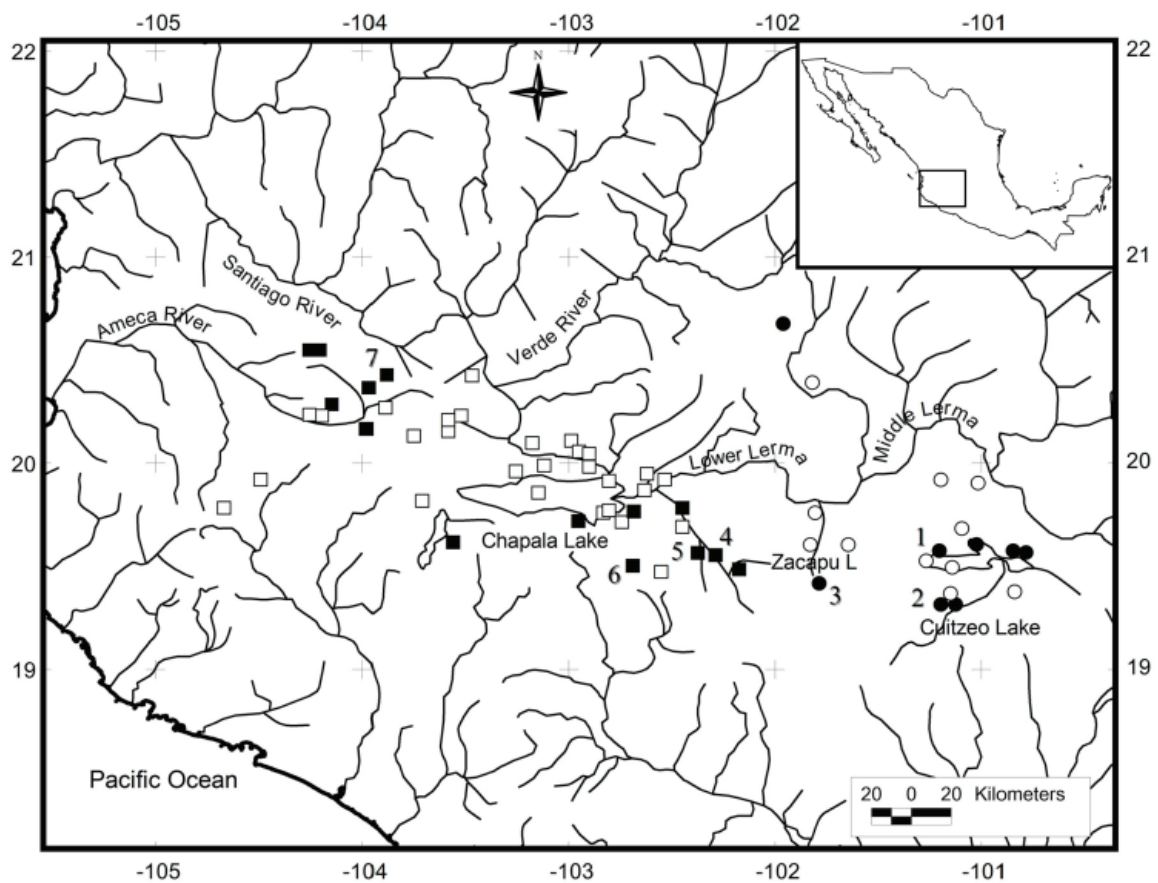 -105 -104 -103 -102 -101
22 22
N
21 21
Santiago River
Ameca River
Verde River
7
Middle Lerma
20 20
Lower Lerma
Chapala Lake
4
5
6
Zacapu L
3
1
2
Cuitzeo Lake
19 19
Pacific Ocean
20 0 20 Kilometers
-105 -104 -103 -102 -101